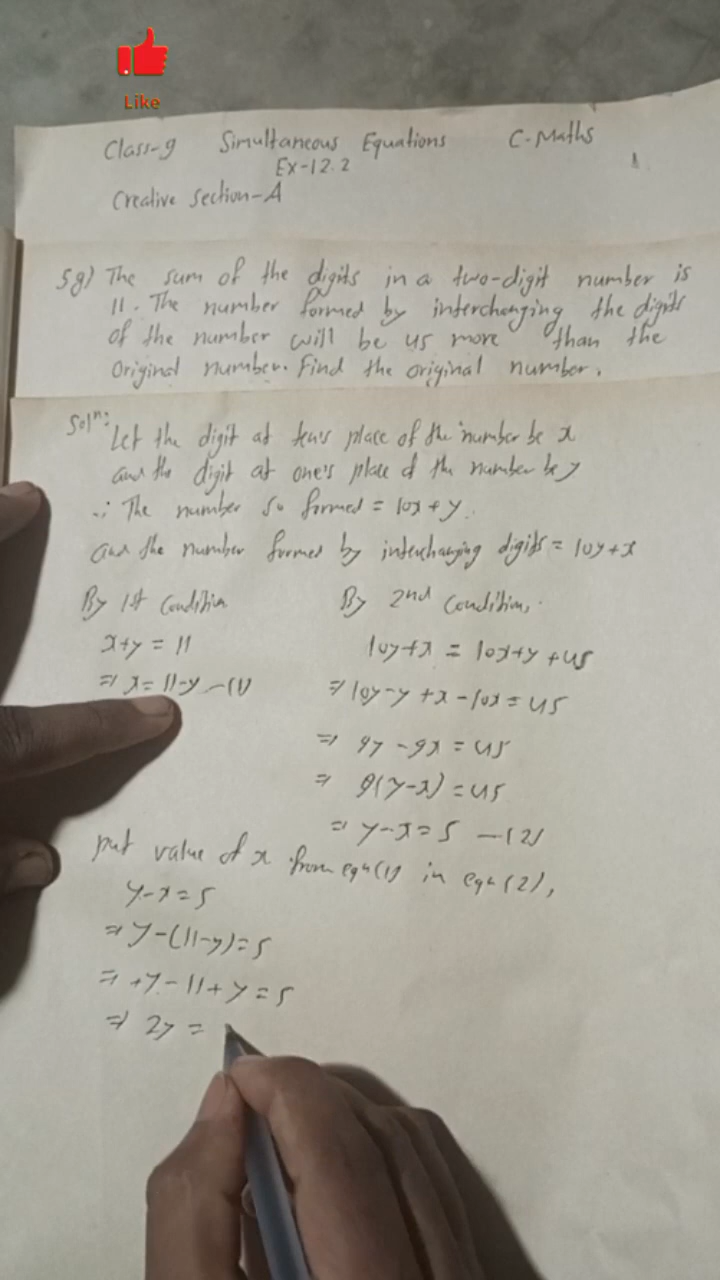 Like
Class-9 Simultaneous Equations C-Maths
Ex-12.2
Creative Section-A
5g) The sum of the digits in a two-digit number is
11. The number formed by interchanging the digits
of the number will be 45 more than the
Original number. Find the original number.
Solⁿ:
Let the digit at ten's place of the number be x
and the digit at one's place of the number be y
∴ The number so formed = 10x + y.
and the number formed by interchanging digits = 10y+x
By 1st Condition
x+y = 11
⇒ x = 11-y —(1)
By 2nd Condition,
10y+x = 10x+y +45
⇒ 10y-y +x -10x = 45
⇒ 9y -9x = 45
⇒ 9(y-x) = 45
⇒ y-x = 5 —(2)
put value of x from eqn(1) in eqn(2),
y-x = 5
⇒ y-(11-y)=5
⇒ +y-11+y=5
⇒ 2y =